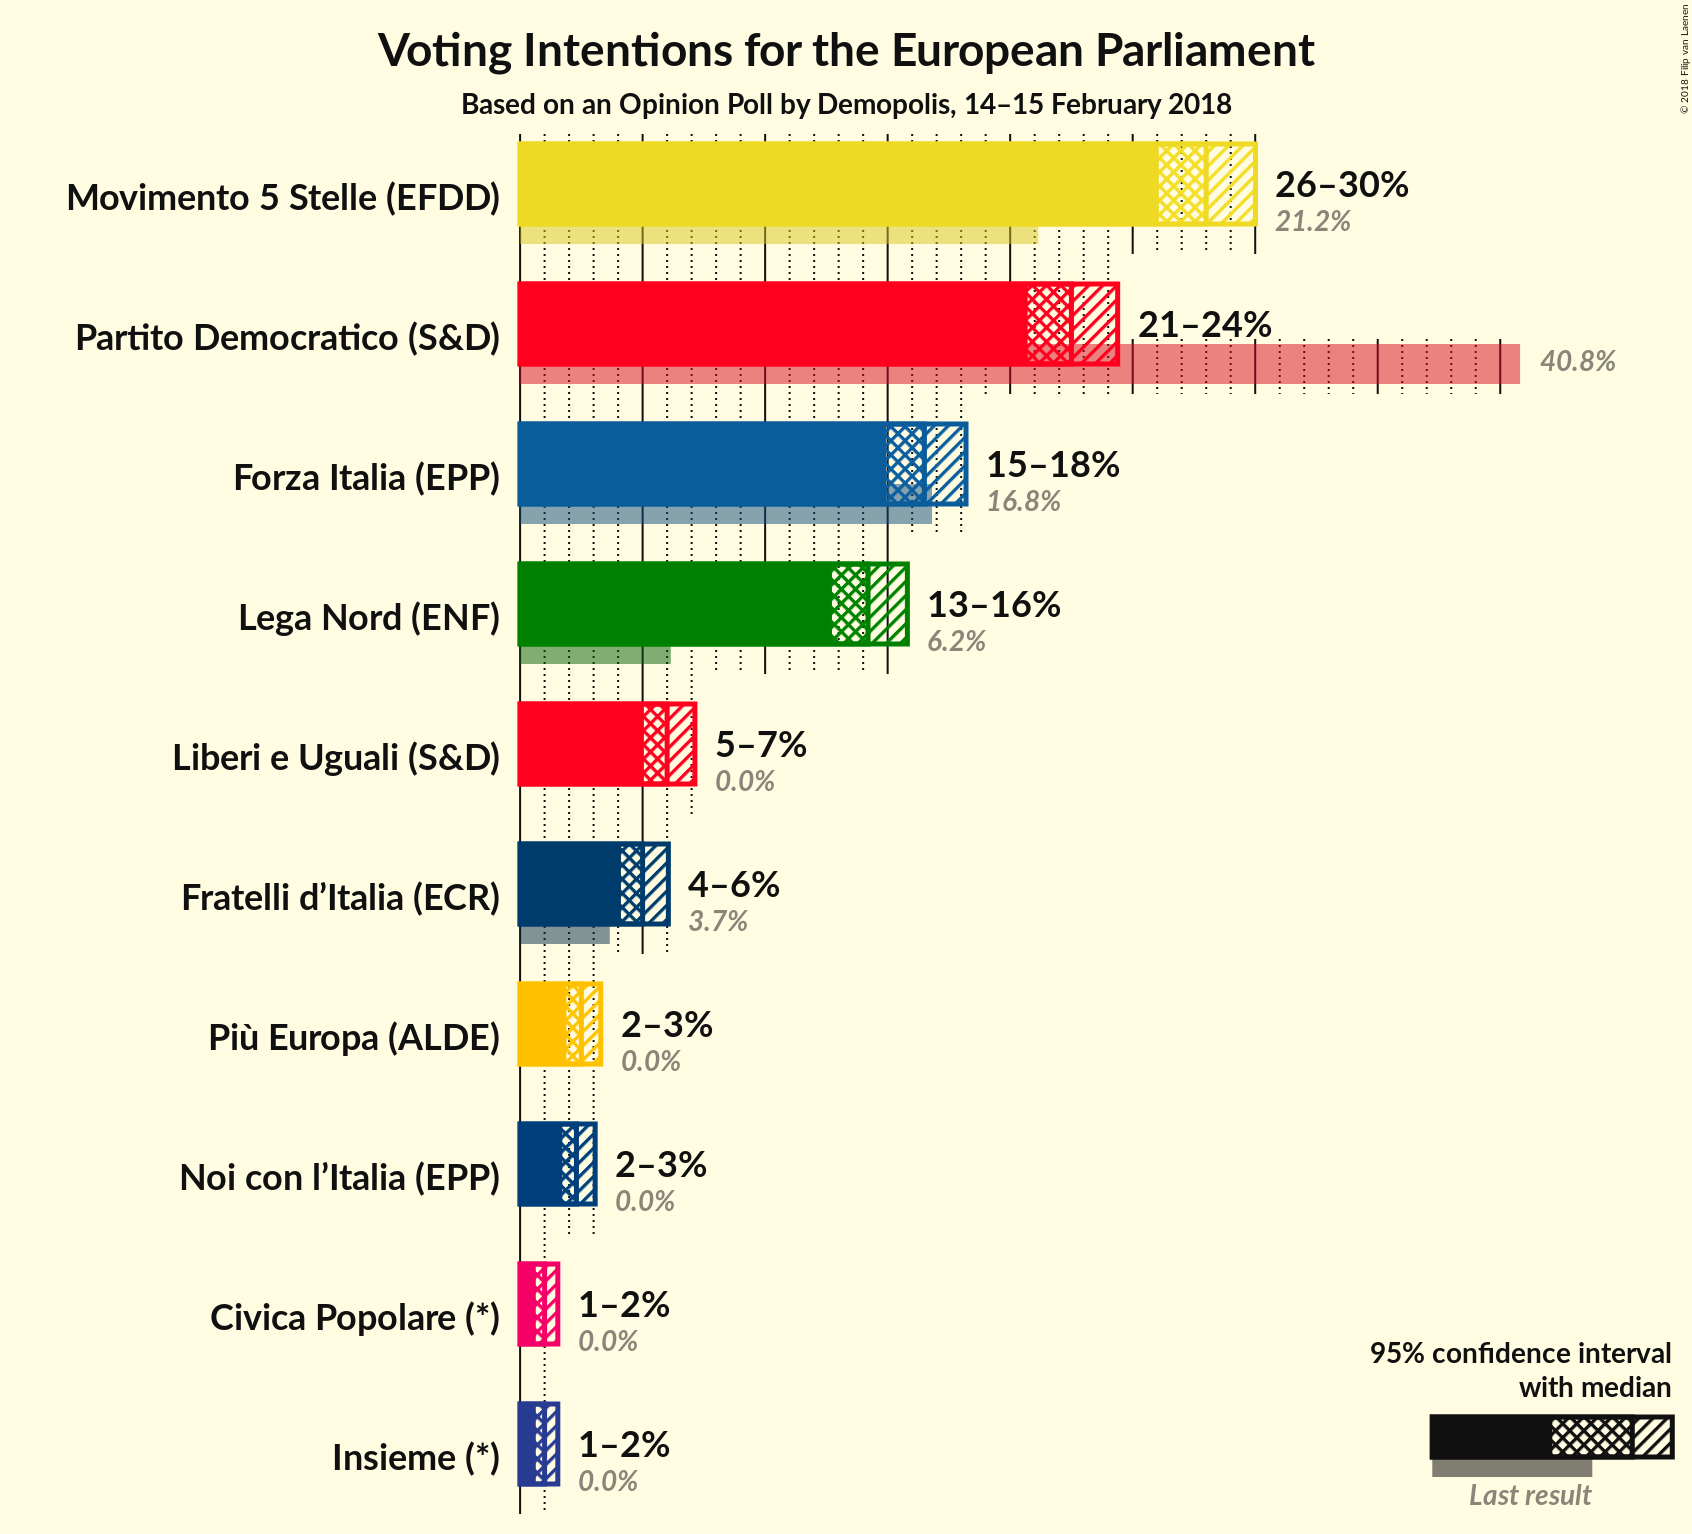 Voting Intentions for the European Parliament
Based on an Opinion Poll by Demopolis, 14–15 February 2018
© 2018 Filip van Laenen
Movimento 5 Stelle (EFDD)
26–30%
21.2%
Partito Democratico (S&D)
21–24%
40.8%
Forza Italia (EPP)
15–18%
16.8%
Lega Nord (ENF)
13–16%
6.2%
Liberi e Uguali (S&D)
5–7%
0.0%
Fratelli d’Italia (ECR)
4–6%
3.7%
Più Europa (ALDE)
2–3%
0.0%
Noi con l’Italia (EPP)
2–3%
0.0%
Civica Popolare (*)
1–2%
0.0%
Insieme (*)
1–2%
0.0%
95% confidence interval
with median
Last result